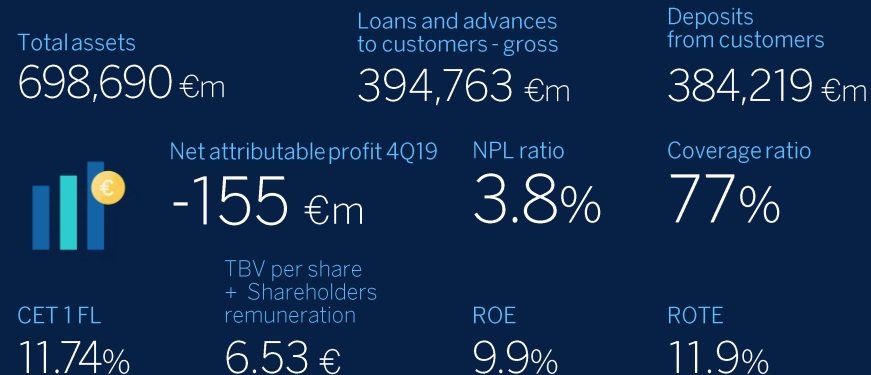 Total assets
698,690 €m
Loans and advances
to customers - gross
394,763 €m
Deposits
from customers
384,219 €m
Net attributable profit 4Q19
-155 €m
NPL ratio
3.8%
Coverage ratio
77%
€
CET 1 FL
11.74%
TBV per share
+ Shareholders
remuneration
6.53 €
ROE
9.9%
ROTE
11.9%